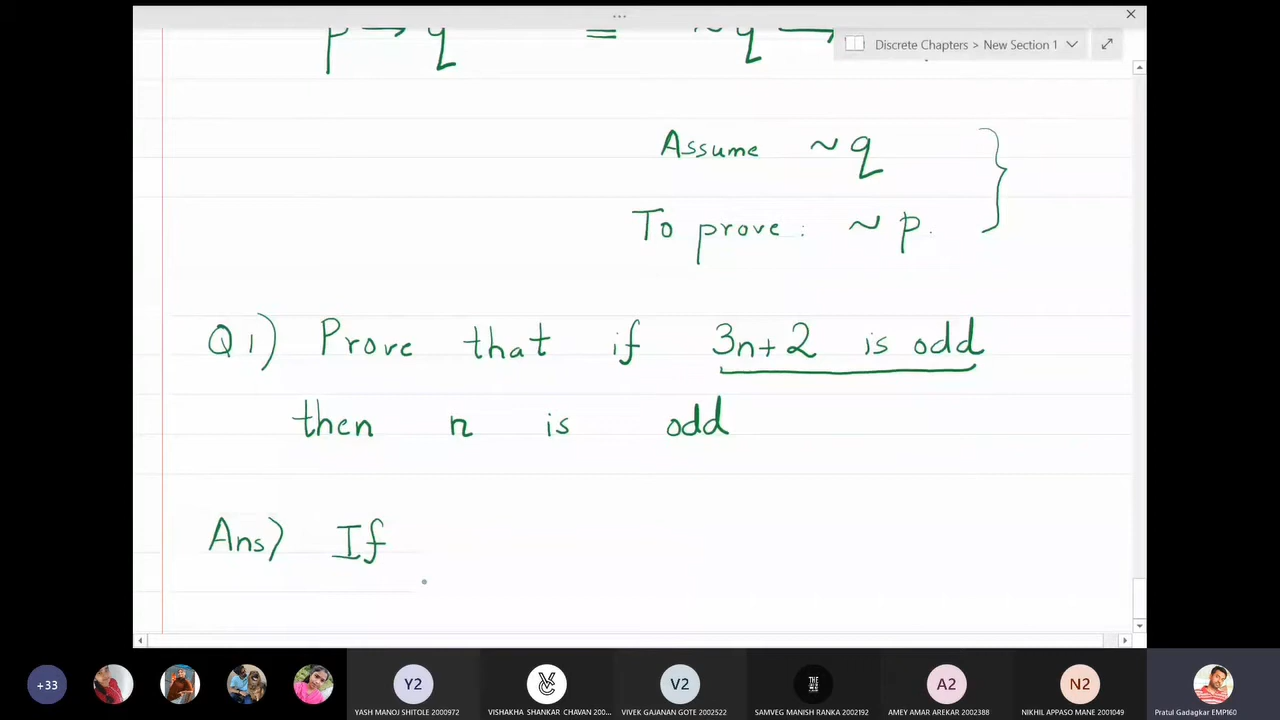 ...
p → q = ~q →
Discrete Chapters > New Section 1
Assume ~q
To prove: ~p.
Q1) Prove that if 3n+2 is odd
then n is odd
Ans) If
+33
Y2
V2
A2
N2
YASH MANOJ SHITOLE 2000972
VISHAKHA SHANKAR CHAVAN 200...
VIVEK GAJANAN GOTE 2002522
SAMVEG MANISH RANKA 2002192
AMEY AMAR AREKAR 2002388
NIKHIL APPASO MANE 2001049
Pratul Gadagkar EMP160